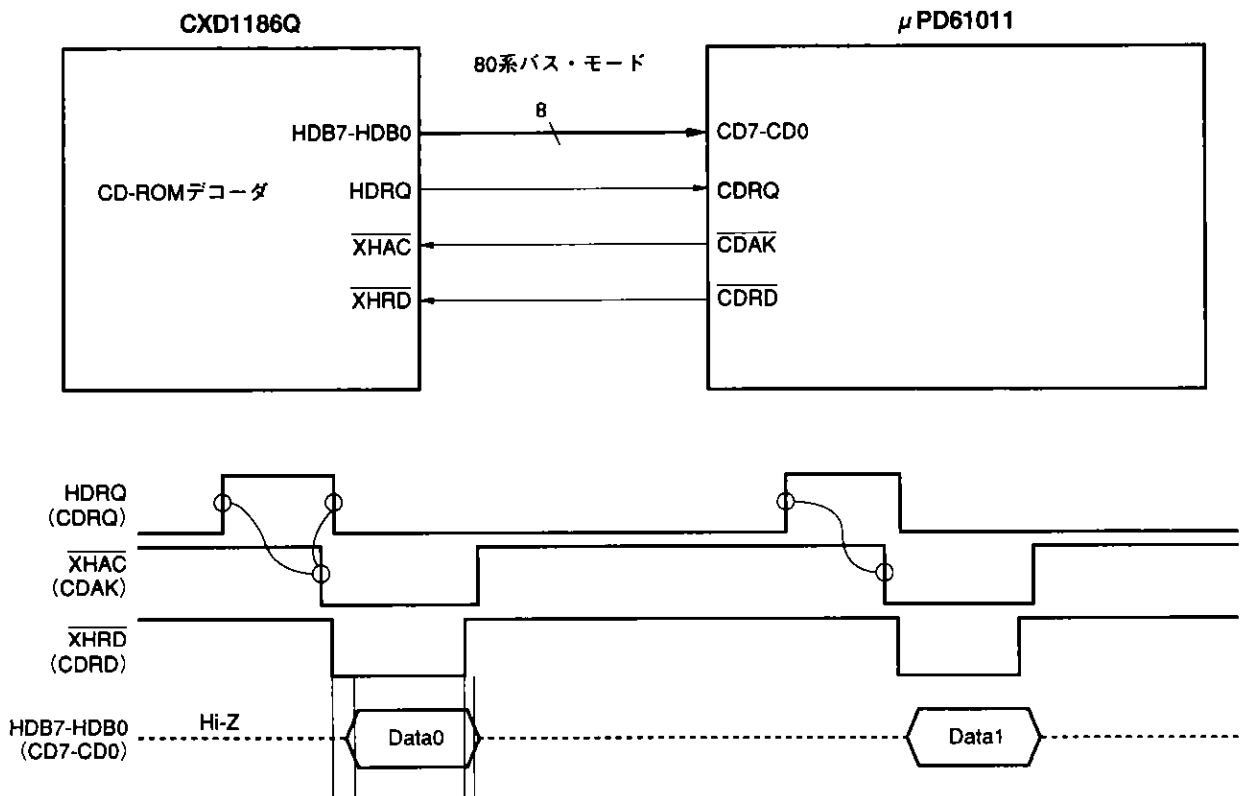 CXD1186Q
μPD61011
80系バス・モード
8
HDB7-HDB0
CD7-CD0
CD-ROMデコーダ
HDRQ
CDRQ
XHAC
CDAK
XHRD
CDRD
HDRQ
(CDRQ)
XHAC
(CDAK)
XHRD
(CDRD)
HDB7-HDB0
(CD7-CD0)
Hi-Z
Data0
Data1